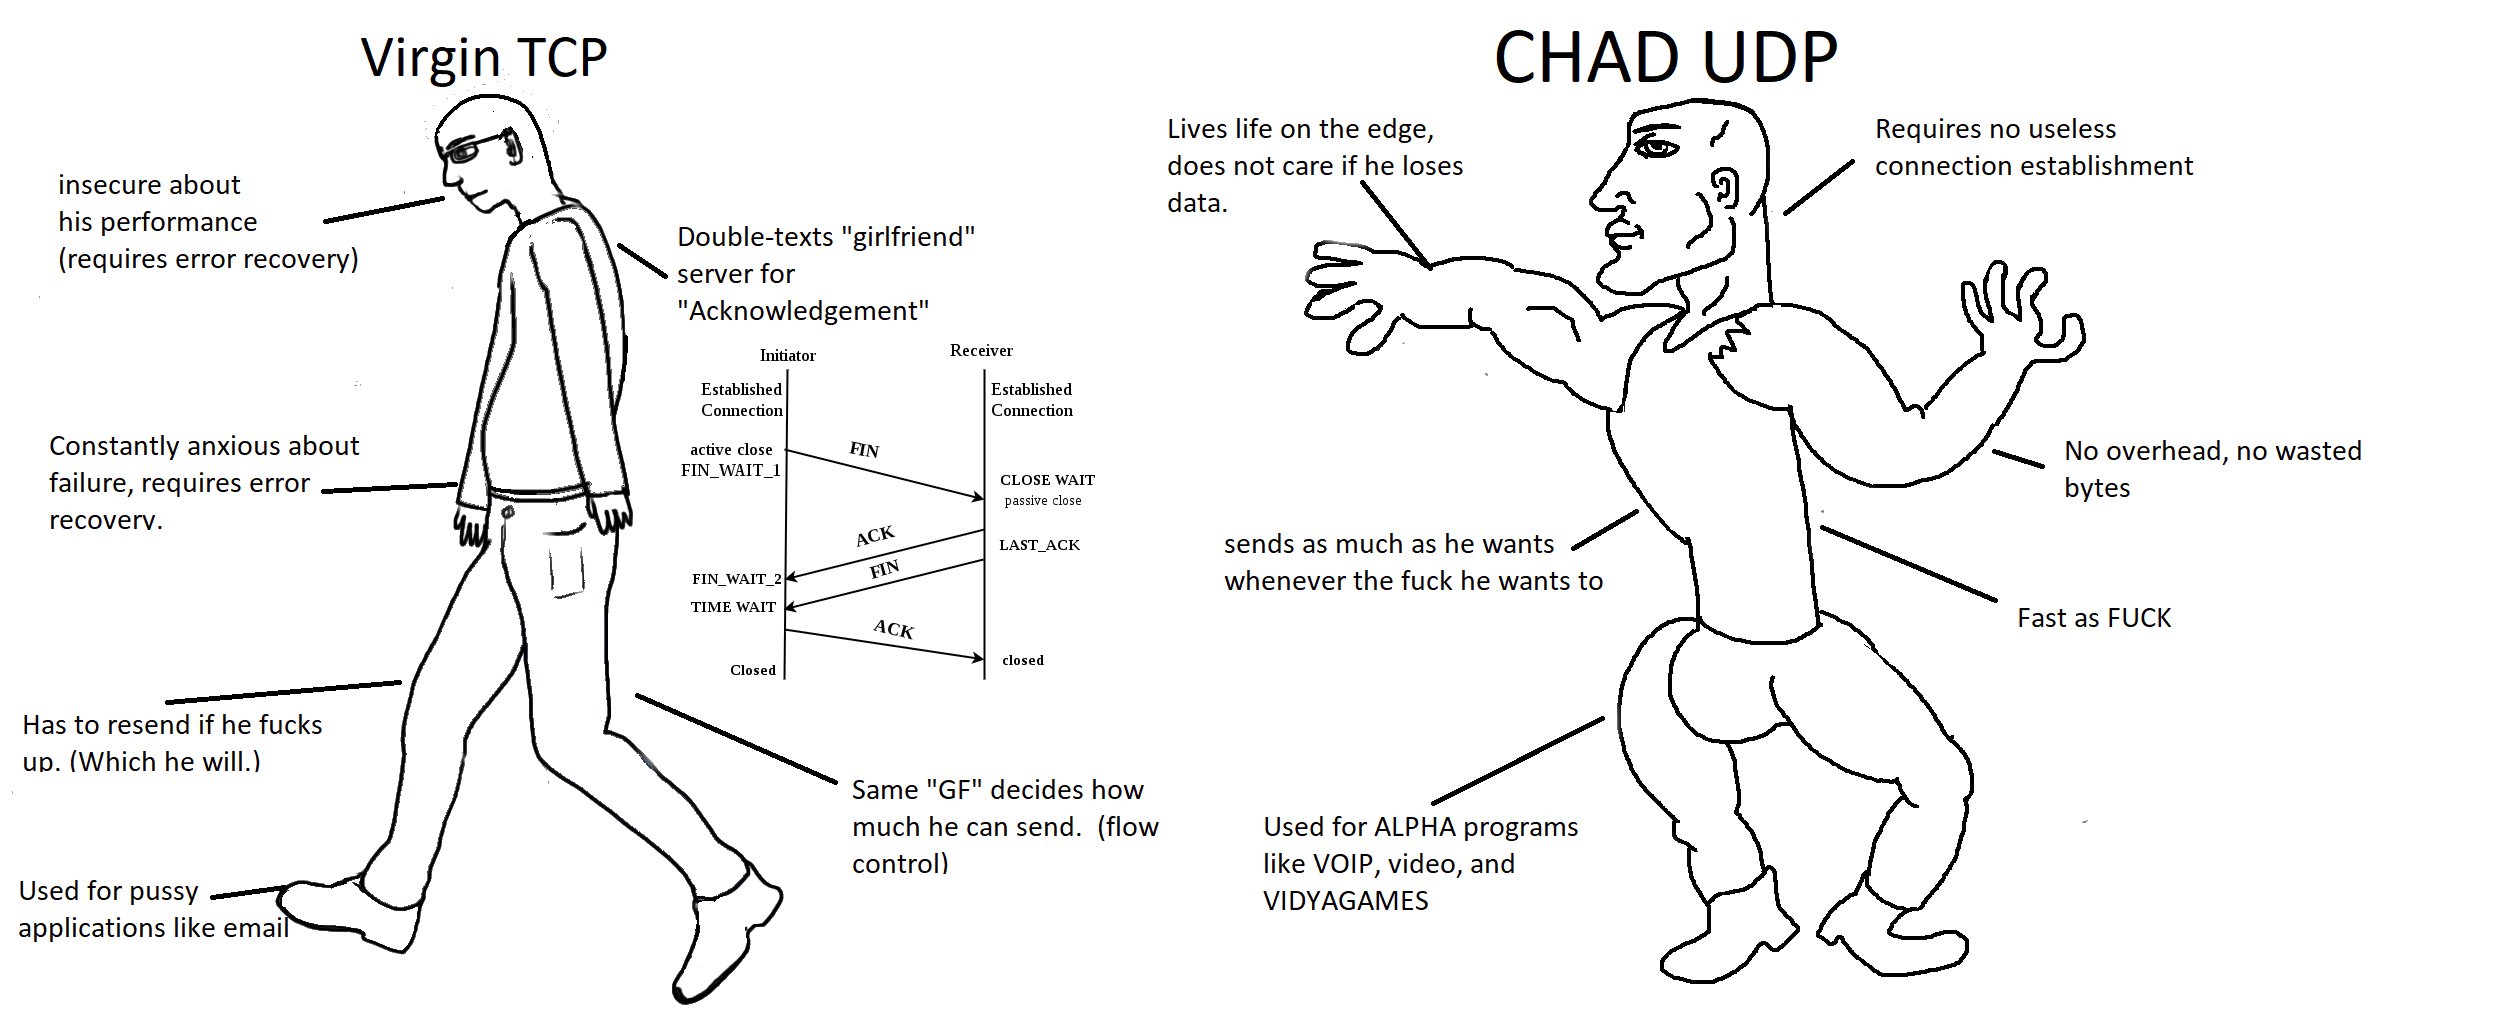 Virgin TCP
insecure about
his performance
(requires error recovery)
Double-texts "girlfriend"
server for
"Acknowledgement"
Initiator
Receiver
Established
Connection
Established
Connection
active close
FIN_WAIT_1
FIN
CLOSE WAIT
passive close
ACK
LAST_ACK
FIN
FIN_WAIT_2
TIME WAIT
ACK
Closed
closed
Constantly anxious about
failure, requires error
recovery.
Has to resend if he fucks
up. (Which he will.)
Same "GF" decides how
much he can send.  (flow
control)
Used for pussy
applications like email
CHAD UDP
Lives life on the edge,
does not care if he loses
data.
Requires no useless
connection establishment
No overhead, no wasted
bytes
sends as much as he wants
whenever the fuck he wants to
Fast as FUCK
Used for ALPHA programs
like VOIP, video, and
VIDYAGAMES